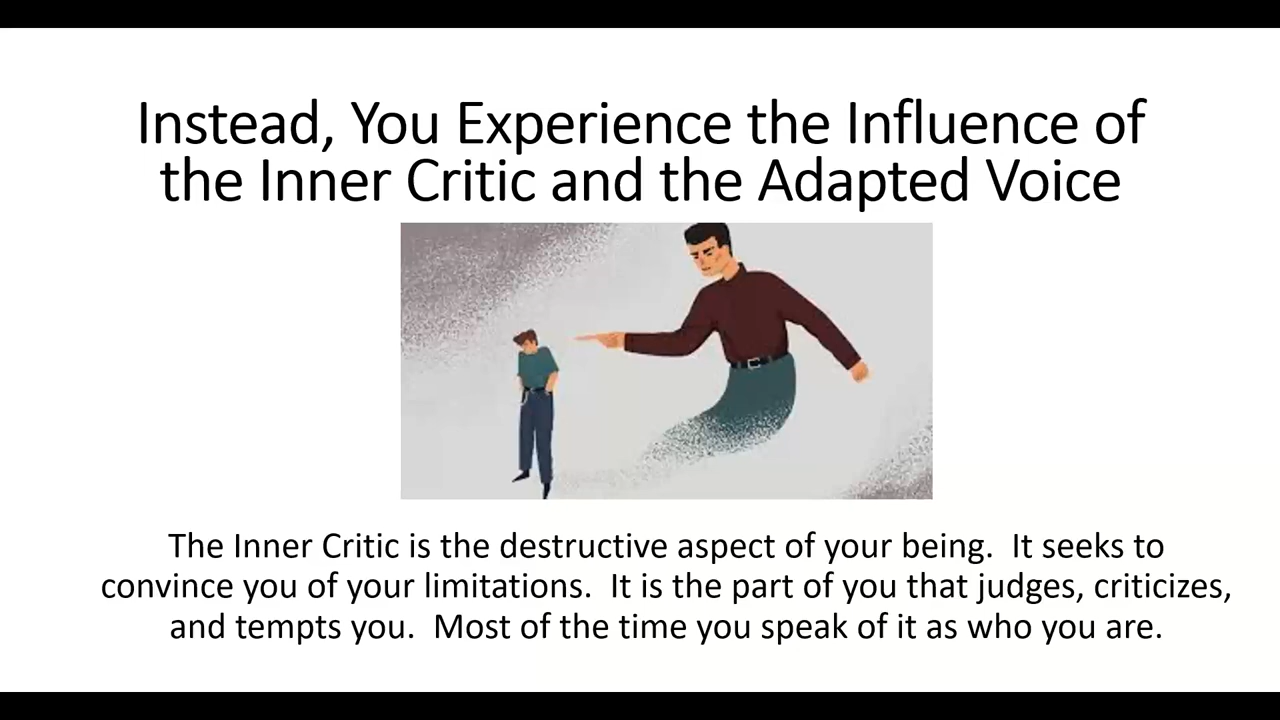 Instead, You Experience the Influence of
the Inner Critic and the Adapted Voice
The Inner Critic is the destructive aspect of your being.  It seeks to
convince you of your limitations.  It is the part of you that judges, criticizes,
and tempts you.  Most of the time you speak of it as who you are.